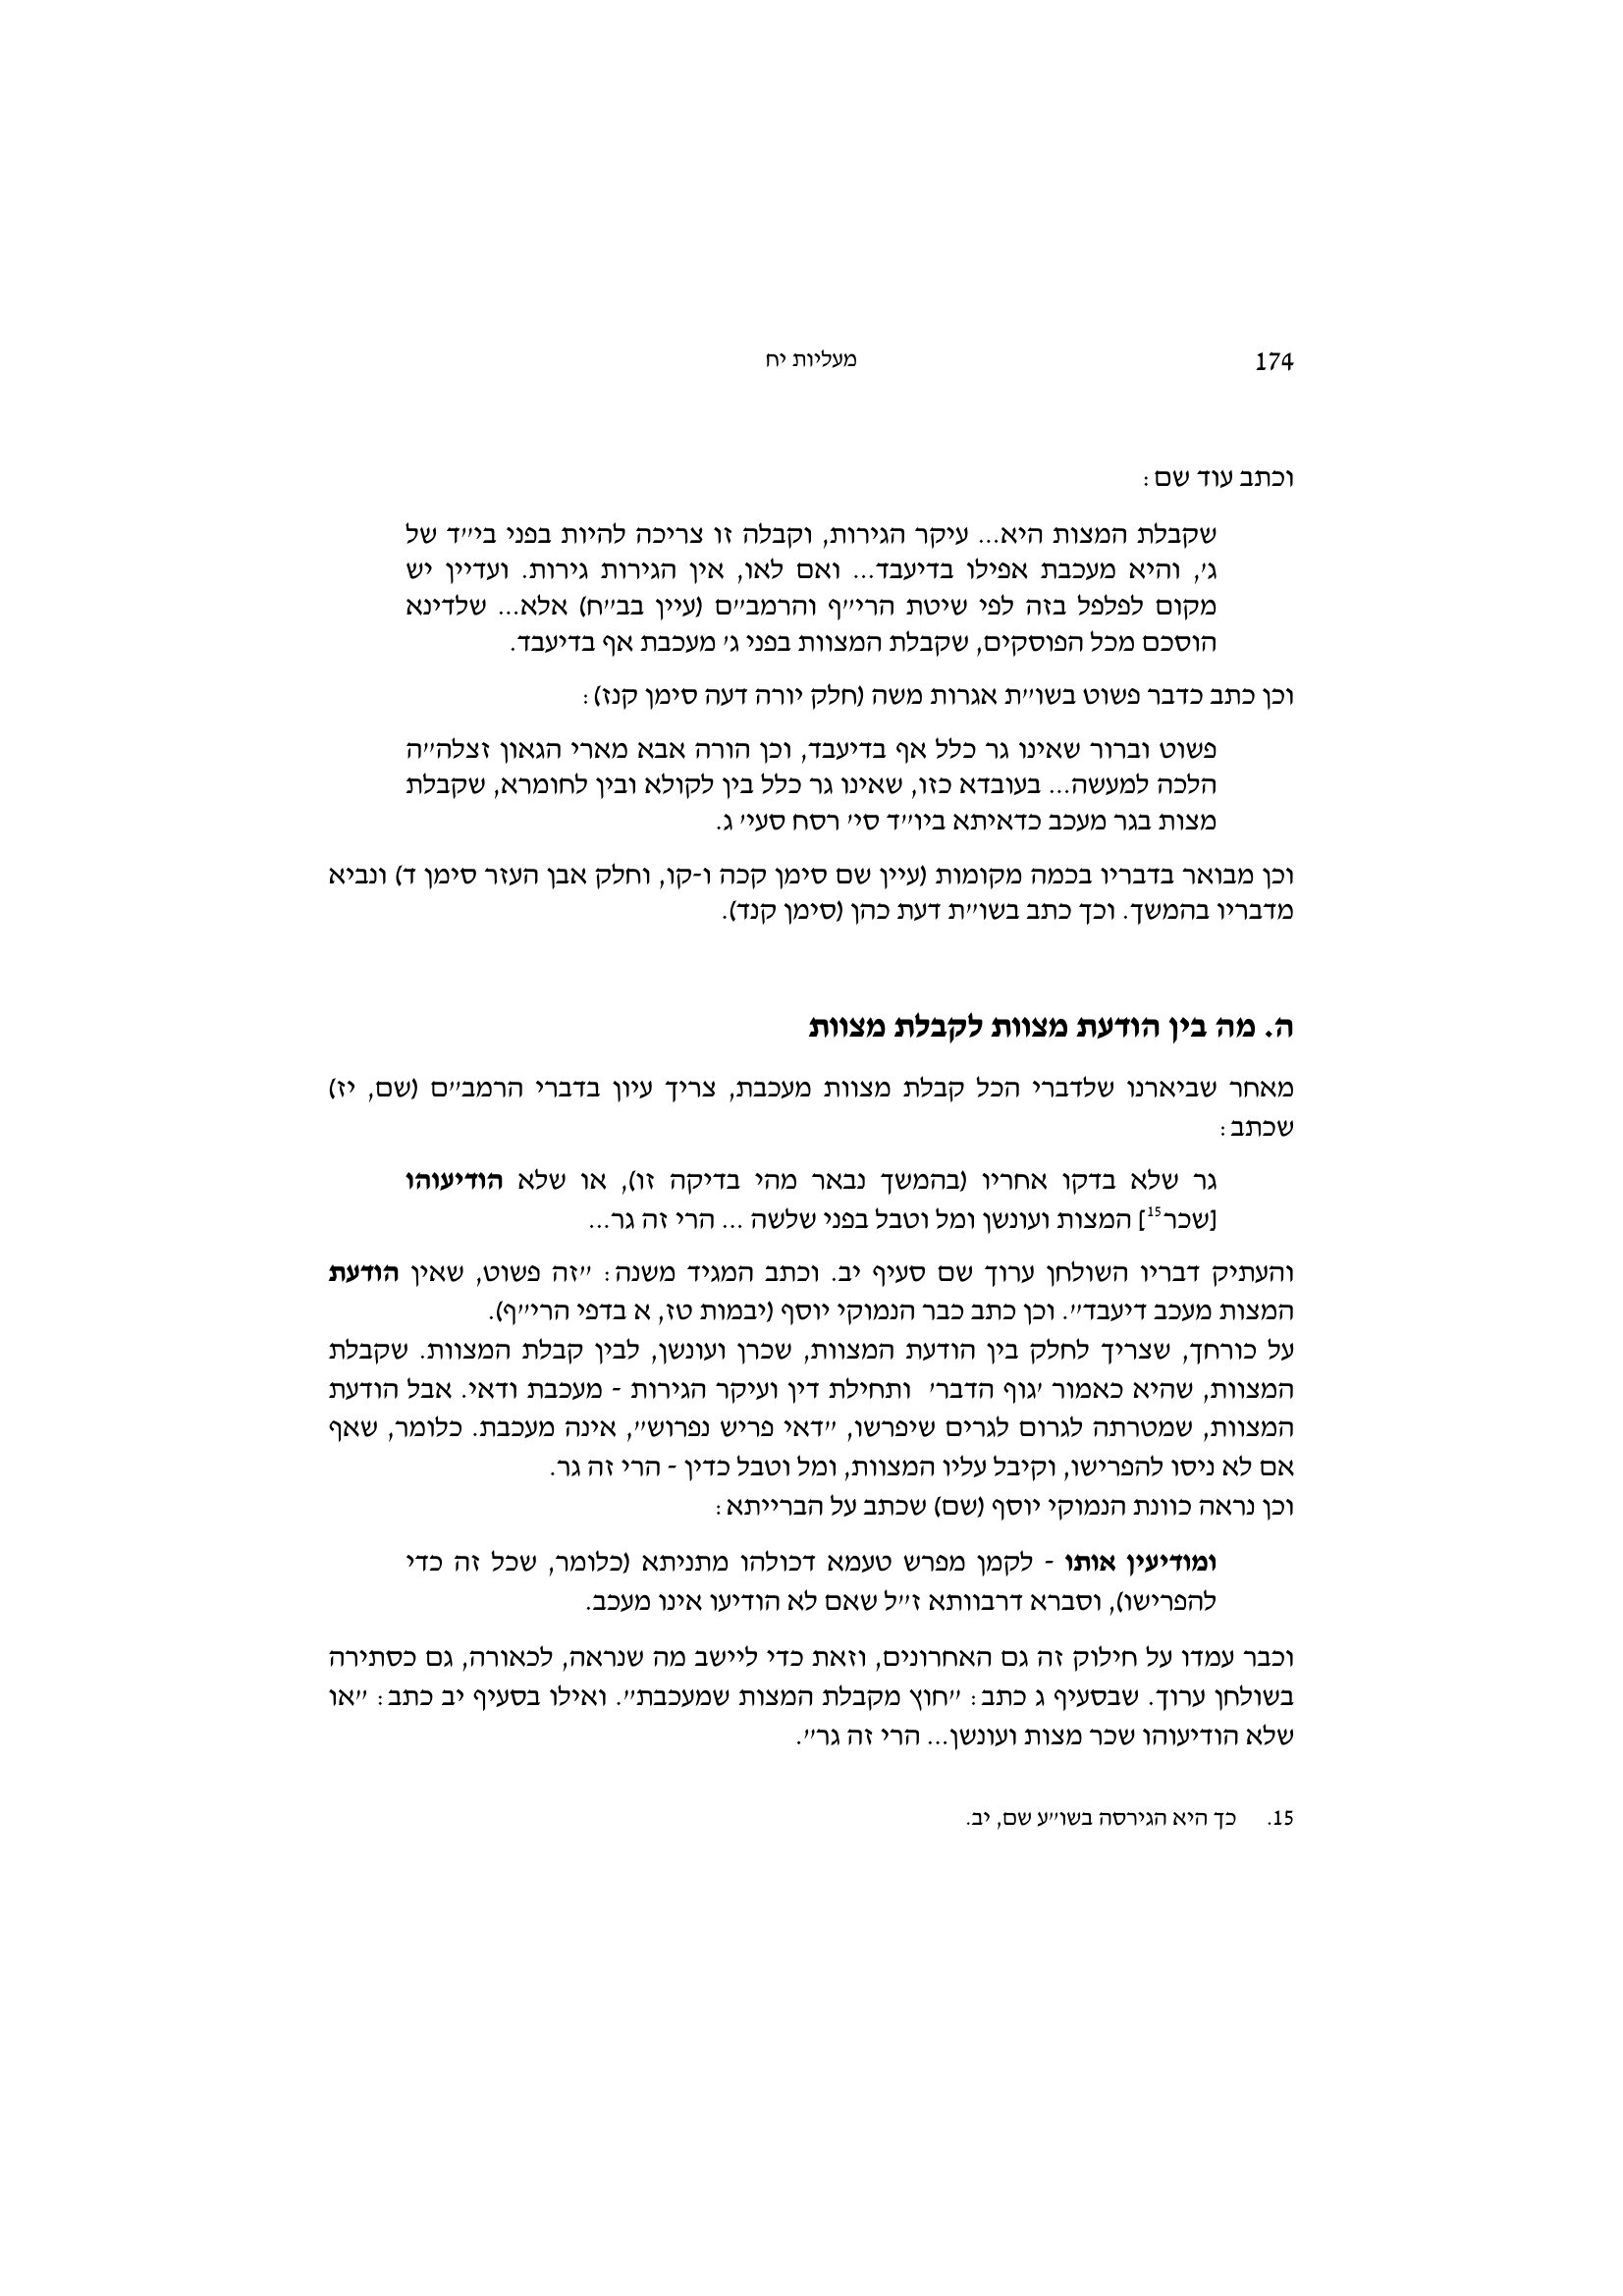 174 מעליות יח
וכתב עוד שם:
שקבלת המצות היא... עיקר הגירות, וקבלה זו צריכה להיות בפני בי״ד של
ג׳, והיא מעכבת אפילו בדיעבד... ואם לאו, אין הגירות גירות. ועדיין יש
מקום לפלפל בזה לפי שיטת הרי״ף והרמב״ם (עיין בב״ח) אלא... שלדינא
הוסכם מכל הפוסקים, שקבלת המצוות בפני ג׳ מעכבת אף בדיעבד.
וכן כתב כדבר פשוט בשו״ת אגרות משה (חלק יורה דעה סימן קנז):
פשוט וברור שאינו גר כלל אף בדיעבד, וכן הורה אבא מארי הגאון זצלה״ה
הלכה למעשה... בעובדא כזו, שאינו גר כלל בין לקולא ובין לחומרא, שקבלת
מצות בגר מעכב כדאיתא ביו״ד סי׳ רסח סעי׳ ג.
וכן מבואר בדבריו בכמה מקומות (עיין שם סימן קכה ו-קו, וחלק אבן העזר סימן ד) ונביא
מדבריו בהמשך. וכך כתב בשו״ת דעת כהן (סימן קנד).
ה. מה בין הודעת מצוות לקבלת מצוות
מאחר שביארנו שלדברי הכל קבלת מצוות מעכבת, צריך עיון בדברי הרמב״ם (שם, יז)
שכתב:
גר שלא בדקו אחריו (בהמשך נבאר מהי בדיקה זו), או שלא הודיעוהו
[שכר15] המצות ועונשן ומל וטבל בפני שלשה ... הרי זה גר...
והעתיק דבריו השולחן ערוך שם סעיף יב. וכתב המגיד משנה: ״זה פשוט, שאין הודעת
המצות מעכב דיעבד״. וכן כתב כבר הנמוקי יוסף (יבמות טז, א בדפי הרי״ף).
על כורחך, שצריך לחלק בין הודעת המצוות, שכרן ועונשן, לבין קבלת המצוות. שקבלת
המצוות, שהיא כאמור ׳גוף הדבר׳ ותחילת דין ועיקר הגירות - מעכבת ודאי. אבל הודעת
המצוות, שמטרתה לגרום לגרים שיפרשו, ״דאי פריש נפרוש״, אינה מעכבת. כלומר, שאף
אם לא ניסו להפרישו, וקיבל עליו המצוות, ומל וטבל כדין - הרי זה גר.
וכן נראה כוונת הנמוקי יוסף (שם) שכתב על הברייתא:
ומודיעין אותו - לקמן מפרש טעמא דכולהו מתניתא (כלומר, שכל זה כדי
להפרישו), וסברא דרבוותא ז״ל שאם לא הודיעו אינו מעכב.
וכבר עמדו על חילוק זה גם האחרונים, וזאת כדי ליישב מה שנראה, לכאורה, גם כסתירה
בשולחן ערוך. שבסעיף ג כתב: ״חוץ מקבלת המצות שמעכבת״. ואילו בסעיף יב כתב: ״או
שלא הודיעוהו שכר מצות ועונשן... הרי זה גר״.
15. כך היא הגירסה בשו״ע שם, יב.